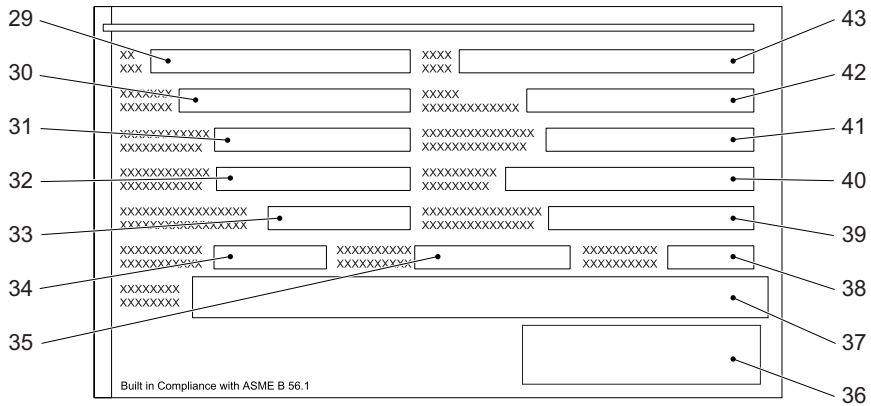 29 43
XX XXXX
XXX XXXX
30 42
XXXXXXX XXXXX
XXXXXXX XXXXXXXXXXXXX
31 41
XXXXXXXXXXXX XXXXXXXXXXXXXXX
XXXXXXXXXXX XXXXXXXXXXXXXX
32 40
XXXXXXXXXXXX XXXXXXXXXX
XXXXXXXXXXX XXXXXXXXX
33 39
XXXXXXXXXXXXXXXXX XXXXXXXXXXXXXXXX
XXXXXXXXXXXXXXXXX XXXXXXXXXXXXXXX
34 38
XXXXXXXXXXX XXXXXXXXXX XXXXXXXXXX
XXXXXXXXXXX XXXXXXXXXX XXXXXXXXXX
35 37
XXXXXXXX
XXXXXXXX
Built in Compliance with ASME B 56.1
36